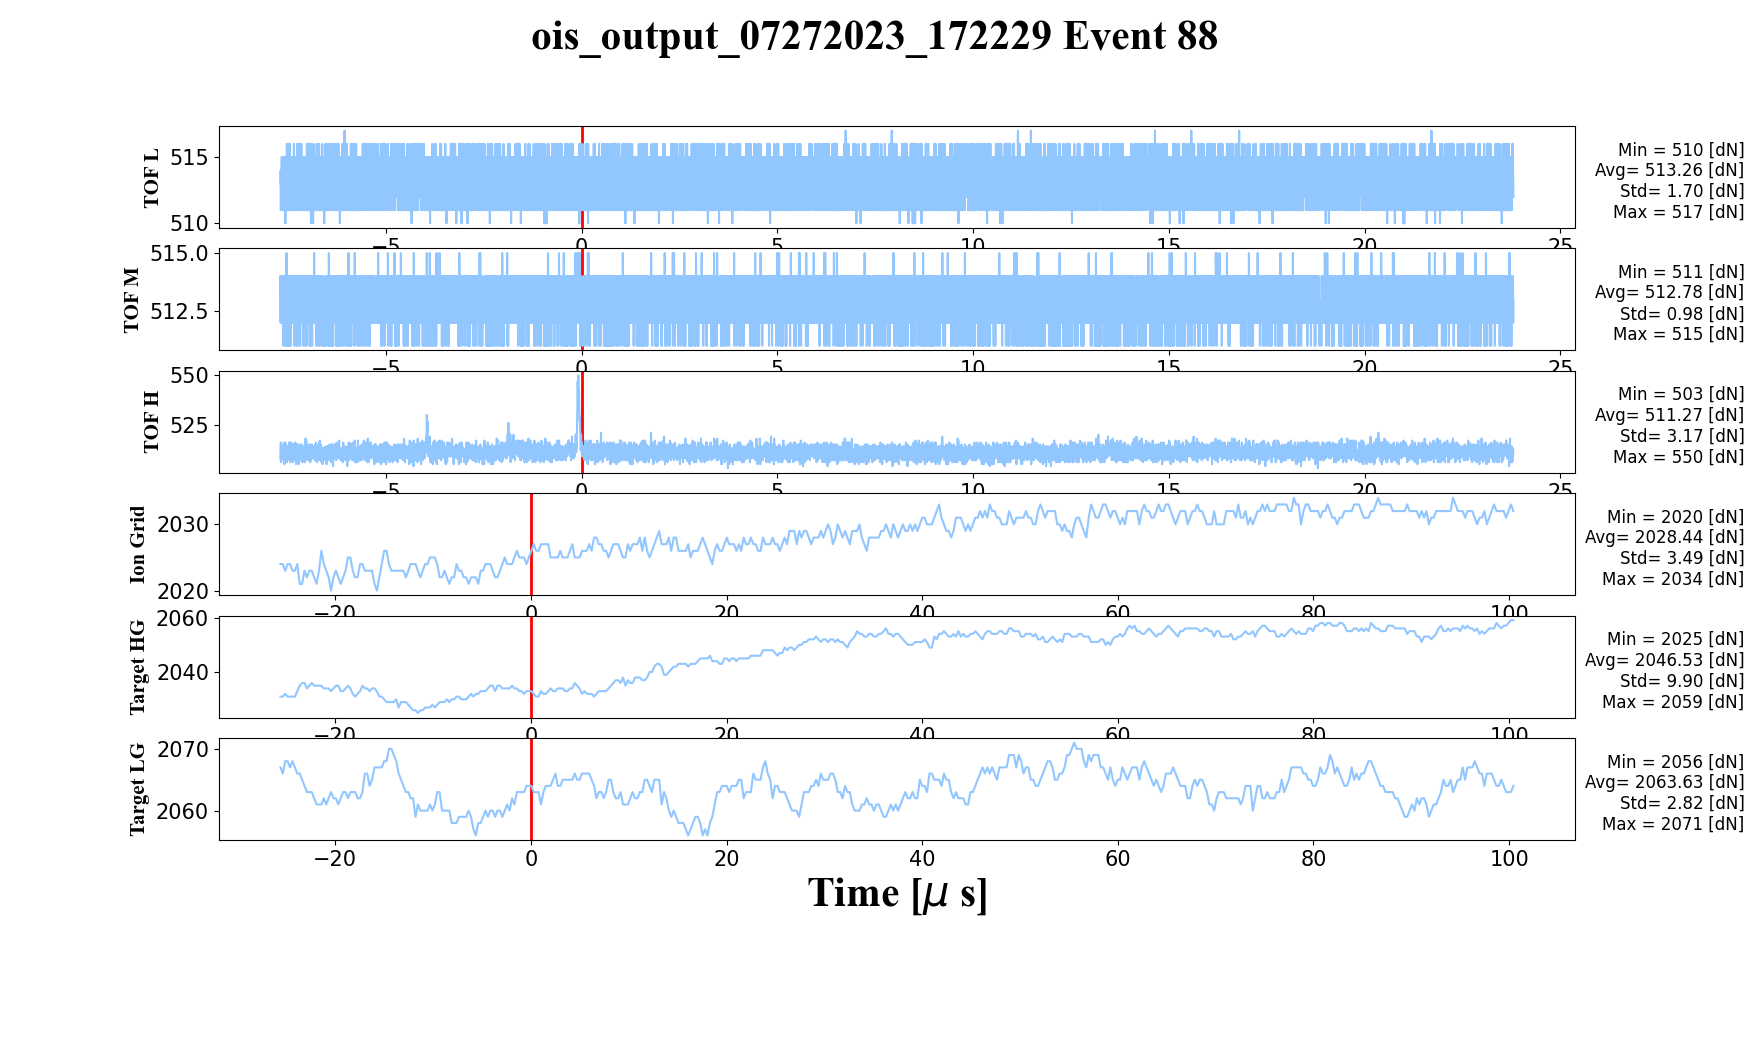 ois_output_07272023_172229 Event 88
TOF L
515
510
−5 0 5 10 15 20 25
Min = 510 [dN]
Avg= 513.26 [dN]
Std= 1.70 [dN]
Max = 517 [dN]
TOF M
515.0
512.5
−5 0 5 10 15 20 25
Min = 511 [dN]
Avg= 512.78 [dN]
Std= 0.98 [dN]
Max = 515 [dN]
TOF H
550
525
−5 0 5 10 15 20 25
Min = 503 [dN]
Avg= 511.27 [dN]
Std= 3.17 [dN]
Max = 550 [dN]
Ion Grid
2030
2020
−20 0 20 40 60 80 100
Min = 2020 [dN]
Avg= 2028.44 [dN]
Std= 3.49 [dN]
Max = 2034 [dN]
Target HG
2060
2040
−20 0 20 40 60 80 100
Min = 2025 [dN]
Avg= 2046.53 [dN]
Std= 9.90 [dN]
Max = 2059 [dN]
Target LG
2070
2060
−20 0 20 40 60 80 100
Min = 2056 [dN]
Avg= 2063.63 [dN]
Std= 2.82 [dN]
Max = 2071 [dN]
Time [μ s]